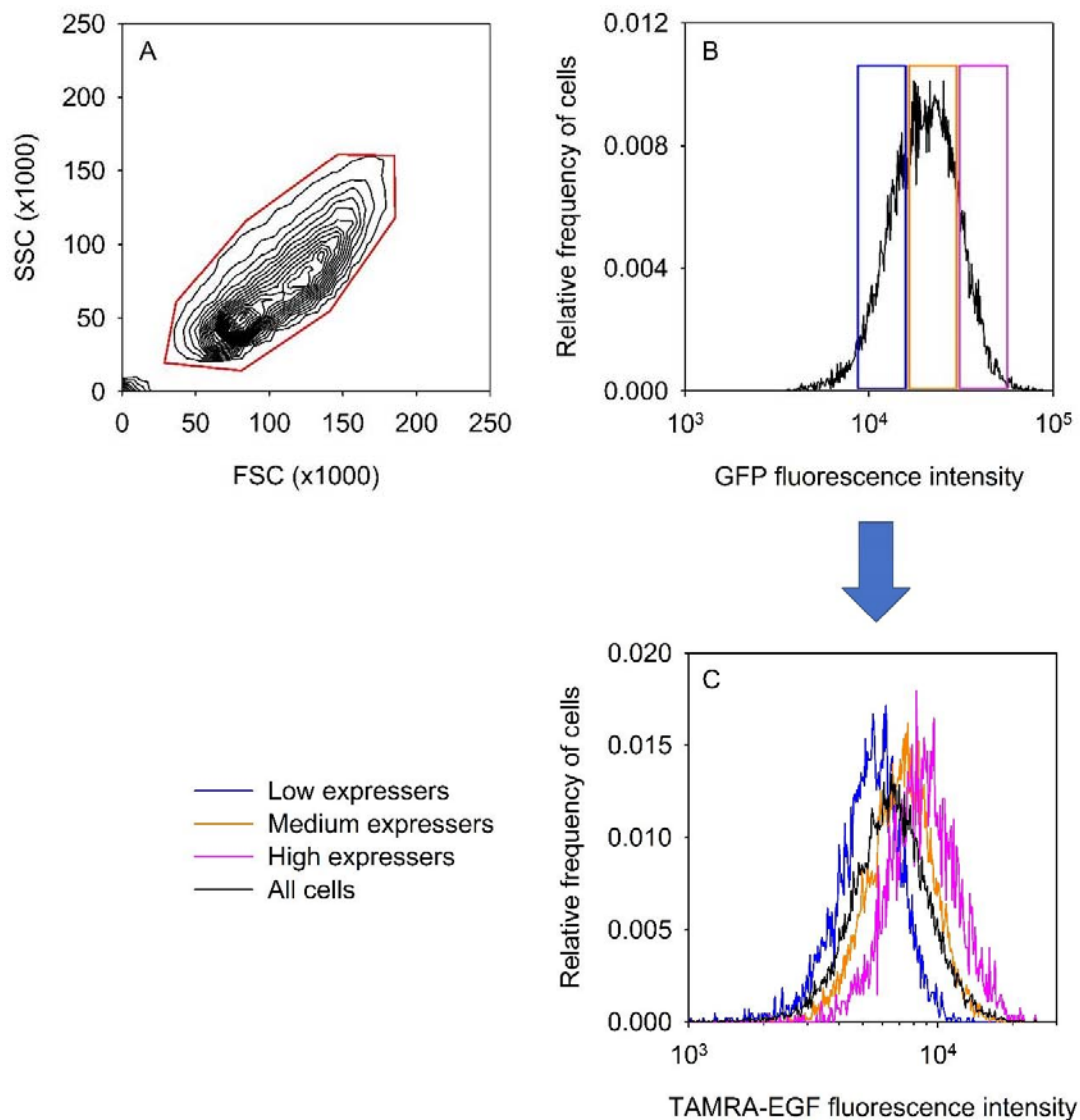 A
SSC (x1000)
250
200
150
100
50
0
0 50 100 150 200 250
FSC (x1000)
B
Relative frequency of cells
0.012
0.008
0.004
0.000
10³ 10⁴ 10⁵
GFP fluorescence intensity
Low expressers
Medium expressers
High expressers
All cells
C
Relative frequency of cells
0.020
0.015
0.010
0.005
0.000
10³ 10⁴
TAMRA-EGF fluorescence intensity